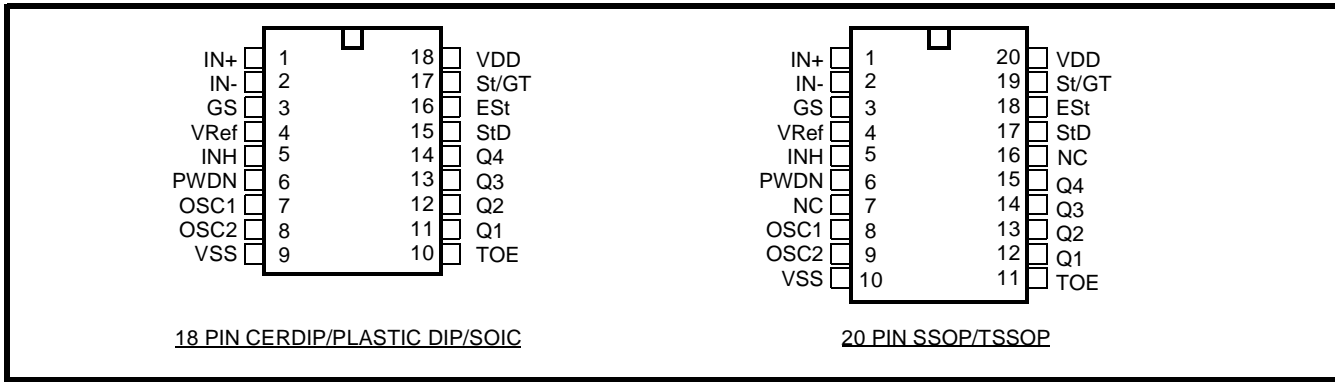 IN+ 1 18 VDD
IN- 2 17 St/GT
GS 3 16 ESt
VRef 4 15 StD
INH 5 14 Q4
PWDN 6 13 Q3
OSC1 7 12 Q2
OSC2 8 11 Q1
VSS 9 10 TOE
18 PIN CERDIP/PLASTIC DIP/SOIC
IN+ 1 20 VDD
IN- 2 19 St/GT
GS 3 18 ESt
VRef 4 17 StD
INH 5 16 NC
PWDN 6 15 Q4
NC 7 14 Q3
OSC1 8 13 Q2
OSC2 9 12 Q1
VSS 10 11 TOE
20 PIN SSOP/TSSOP